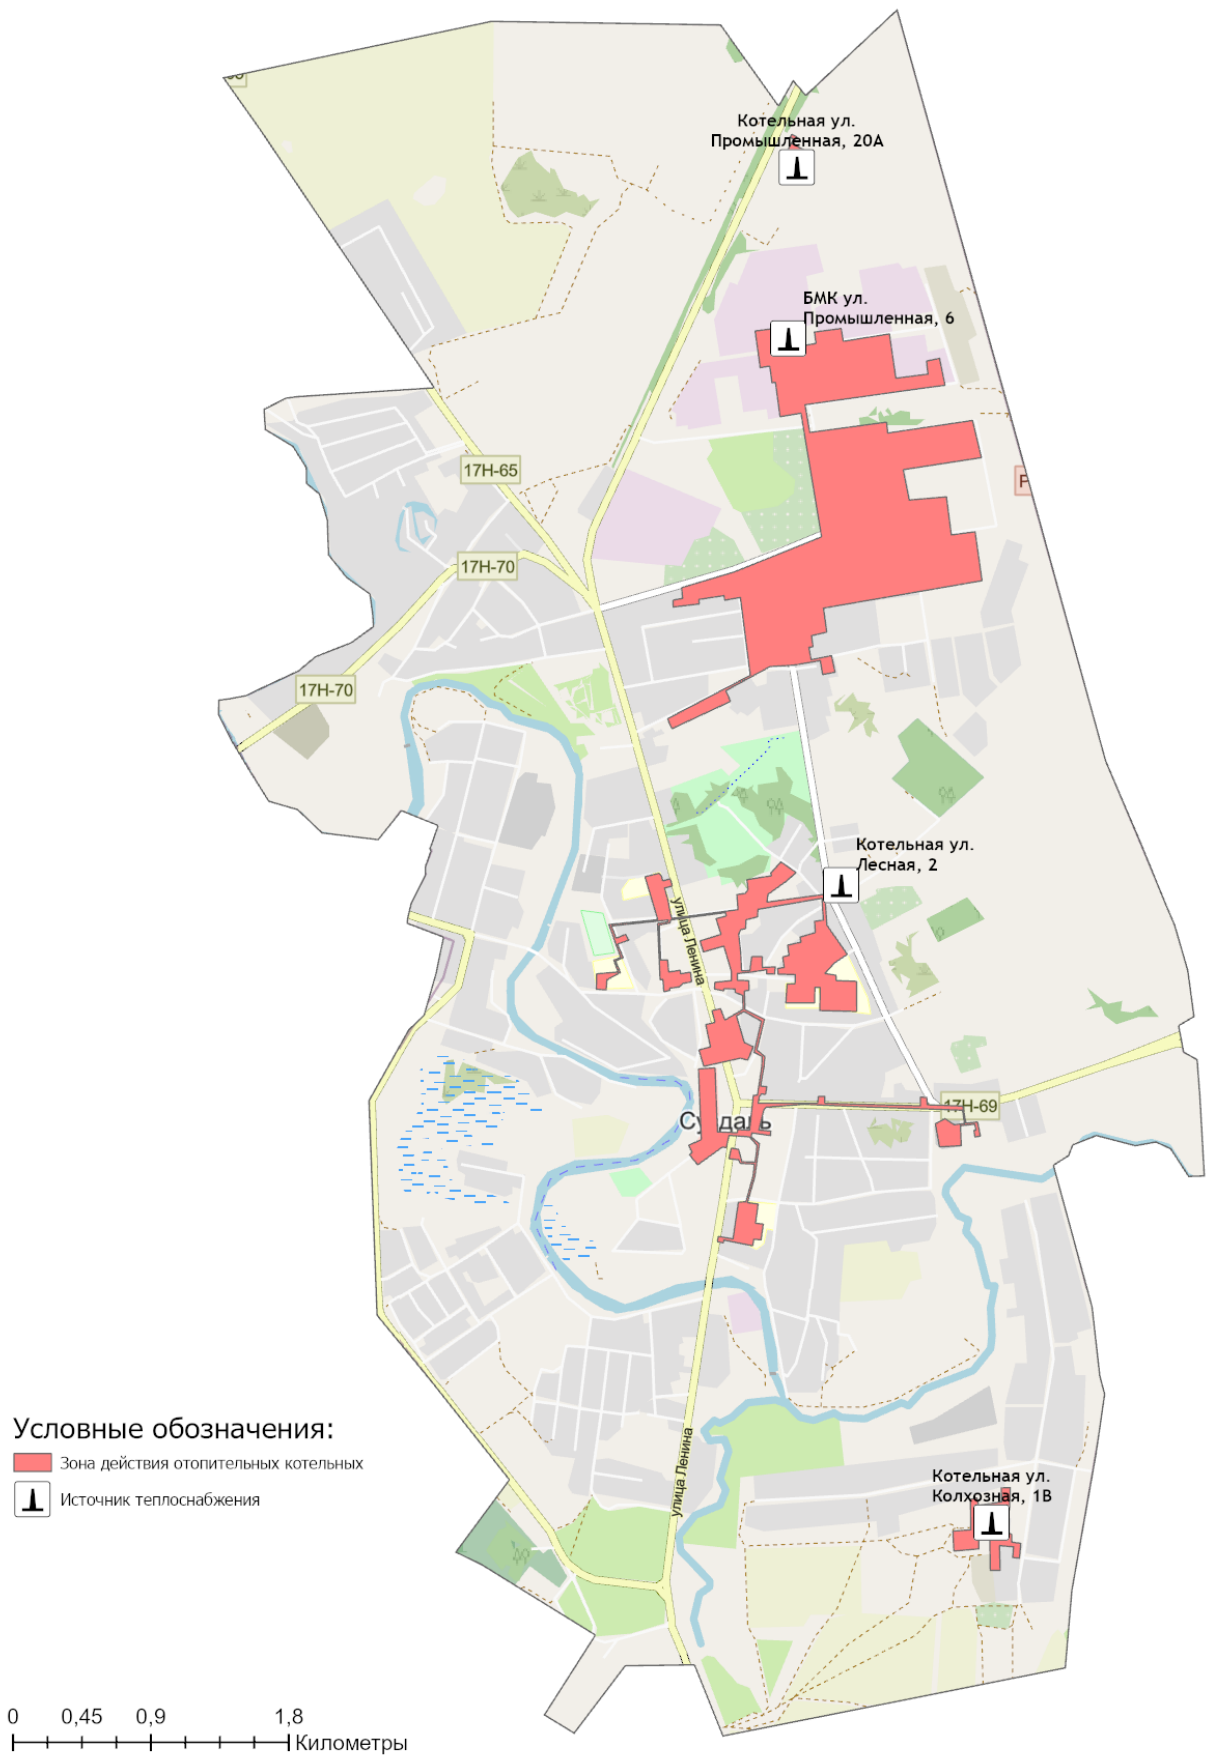 Котельная ул.
Промышленная, 20А
БМК ул.
Промышленная, 6
17Н-65
Р
17Н-70
17Н-70
Котельная ул.
Лесная, 2
улица Ленина
17Н-69
Суздаль
Условные обозначения:
Зона действия отопительных котельных
Источник теплоснабжения
улица Ленина
Котельная ул.
Колхозная, 1В
0 0,45 0,9 1,8
Километры